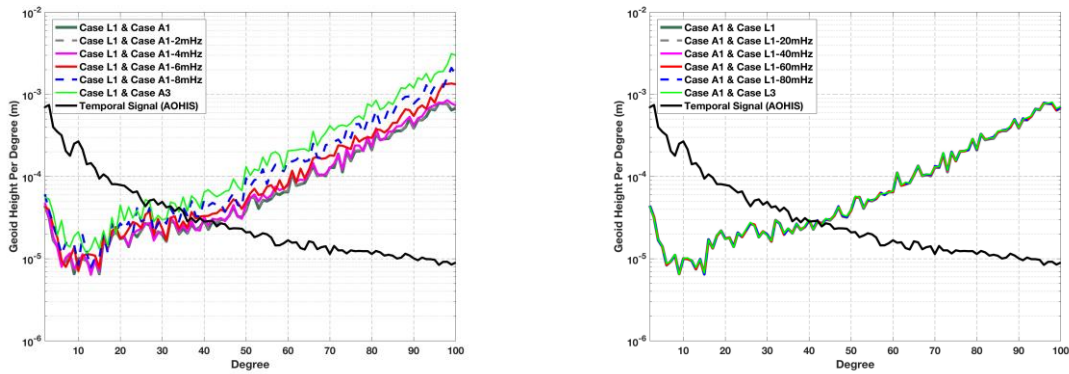 Geoid Height Per Degree (m)
10-2
10-3
10-4
10-5
10-6
Case L1 & Case A1
Case L1 & Case A1-2mHz
Case L1 & Case A1-4mHz
Case L1 & Case A1-6mHz
Case L1 & Case A1-8mHz
Case L1 & Case A3
Temporal Signal (AOHIS)
10 20 30 40 50 60 70 80 90 100
Degree
Geoid Height Per Degree (m)
10-2
10-3
10-4
10-5
10-6
Case A1 & Case L1
Case A1 & Case L1-20mHz
Case A1 & Case L1-40mHz
Case A1 & Case L1-60mHz
Case A1 & Case L1-80mHz
Case A1 & Case L3
Temporal Signal (AOHIS)
10 20 30 40 50 60 70 80 90 100
Degree